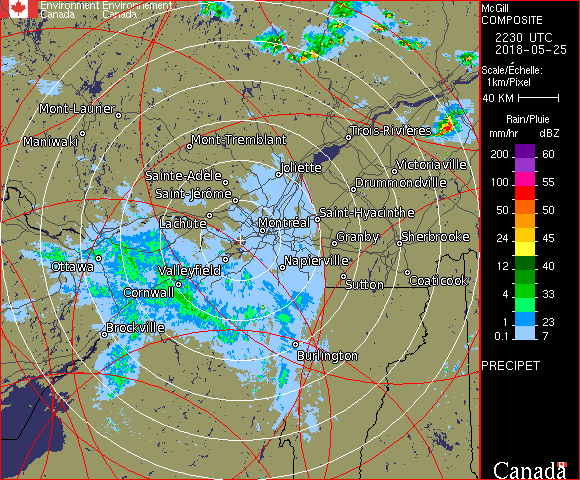 Environment Environnement
Canada Canada
McGill
COMPOSITE
2230 UTC
2018-05-25
Scale/Échelle:
1km/Pixel
40 KM
Rain/Pluie
mm/hr dBZ
200 60
100 55
50 50
24 45
12 40
4 33
1 23
0.1 7
PRECIPET
Canada
Mont-Laurier
Maniwaki
Mont-Tremblant
Trois-Rivières
Victoriaville
Joliette
Sainte-Adèle
Drummondville
Saint-Jérôme
Lachute
Saint-Hyacinthe
Montréal
Granby
Sherbrooke
Ottawa
Valleyfield
Napierville
Cornwall
Sutton
Coaticook
Brockville
Burlington